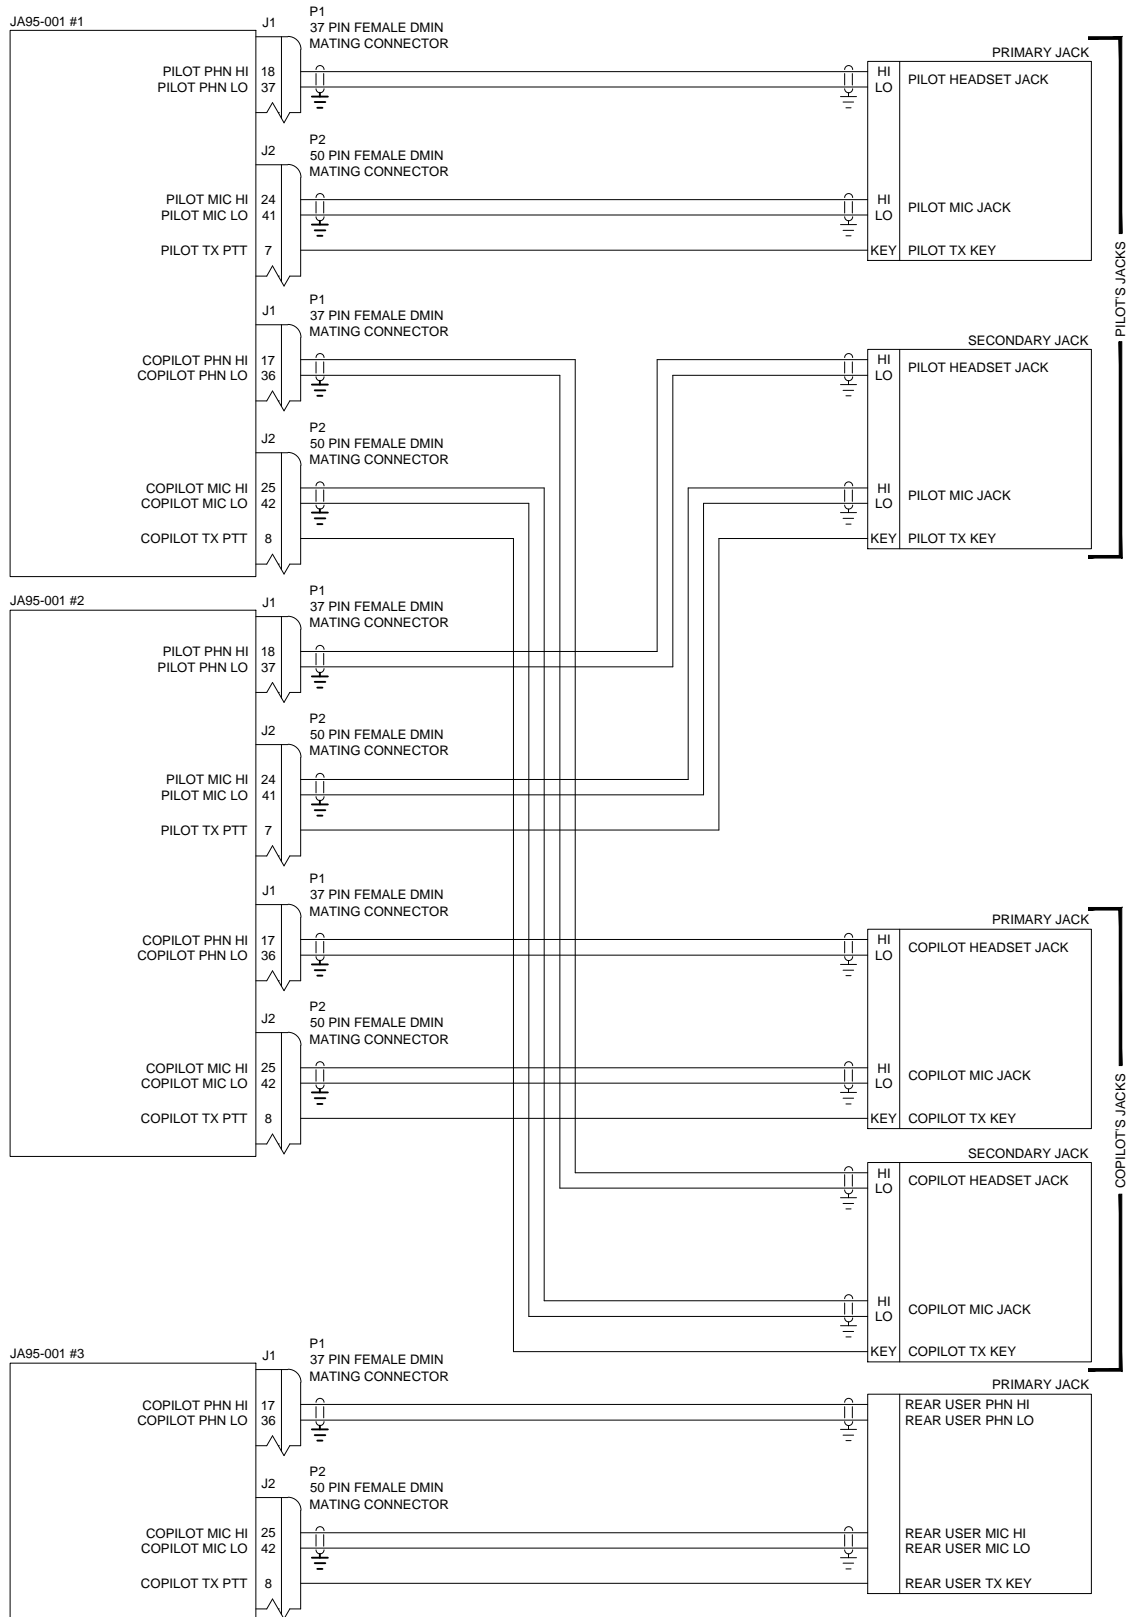 JA95-001 #1
J1
P1
37 PIN FEMALE DMIN
MATING CONNECTOR
PILOT PHN HI 18
PILOT PHN LO 37
J2
P2
50 PIN FEMALE DMIN
MATING CONNECTOR
PILOT MIC HI 24
PILOT MIC LO 41
PILOT TX PTT 7
J1
P1
37 PIN FEMALE DMIN
MATING CONNECTOR
COPILOT PHN HI 17
COPILOT PHN LO 36
J2
P2
50 PIN FEMALE DMIN
MATING CONNECTOR
COPILOT MIC HI 25
COPILOT MIC LO 42
COPILOT TX PTT 8
PRIMARY JACK
HI
LO
PILOT HEADSET JACK
HI
LO
PILOT MIC JACK
KEY PILOT TX KEY
SECONDARY JACK
HI
LO
PILOT HEADSET JACK
HI
LO
PILOT MIC JACK
KEY PILOT TX KEY
PILOT'S JACKS
JA95-001 #2
J1
P1
37 PIN FEMALE DMIN
MATING CONNECTOR
PILOT PHN HI 18
PILOT PHN LO 37
J2
P2
50 PIN FEMALE DMIN
MATING CONNECTOR
PILOT MIC HI 24
PILOT MIC LO 41
PILOT TX PTT 7
J1
P1
37 PIN FEMALE DMIN
MATING CONNECTOR
COPILOT PHN HI 17
COPILOT PHN LO 36
J2
P2
50 PIN FEMALE DMIN
MATING CONNECTOR
COPILOT MIC HI 25
COPILOT MIC LO 42
COPILOT TX PTT 8
PRIMARY JACK
HI
LO
COPILOT HEADSET JACK
HI
LO
COPILOT MIC JACK
KEY COPILOT TX KEY
SECONDARY JACK
HI
LO
COPILOT HEADSET JACK
HI
LO
COPILOT MIC JACK
KEY COPILOT TX KEY
COPILOT'S JACKS
JA95-001 #3
J1
P1
37 PIN FEMALE DMIN
MATING CONNECTOR
COPILOT PHN HI 17
COPILOT PHN LO 36
J2
P2
50 PIN FEMALE DMIN
MATING CONNECTOR
COPILOT MIC HI 25
COPILOT MIC LO 42
COPILOT TX PTT 8
PRIMARY JACK
REAR USER PHN HI
REAR USER PHN LO
REAR USER MIC HI
REAR USER MIC LO
REAR USER TX KEY